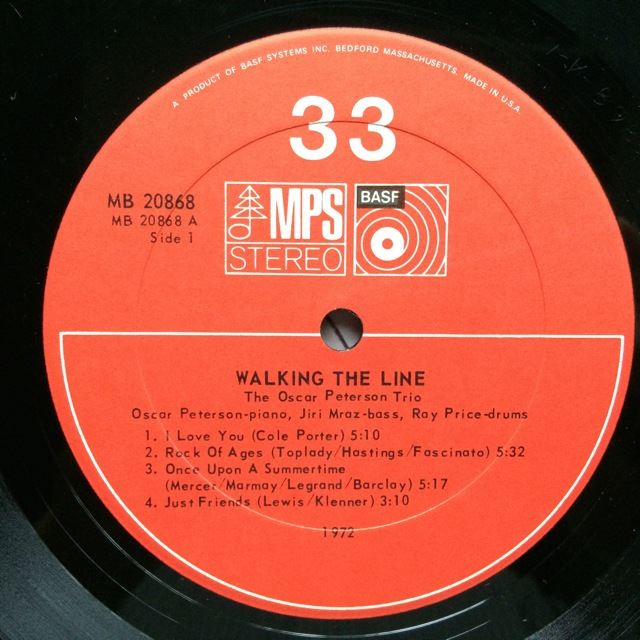 A PRODUCT OF BASF SYSTEMS INC. BEDFORD MASSACHUSETTS. MADE IN U.S.A.
33
MB 20868
MB 20868 A
Side 1
MPS
STEREO
BASF
WALKING THE LINE
The Oscar Peterson Trio
Oscar Peterson-piano, Jiri Mraz-bass, Ray Price-drums
1. I Love You (Cole Porter) 5:10
2. Rock Of Ages (Toplady/Hastings/Fascinato) 5:32
3. Once Upon A Summertime
(Mercer/Marmay/Legrand/Barclay) 5:17
4. Just Friends (Lewis/Klenner) 3:10
1972